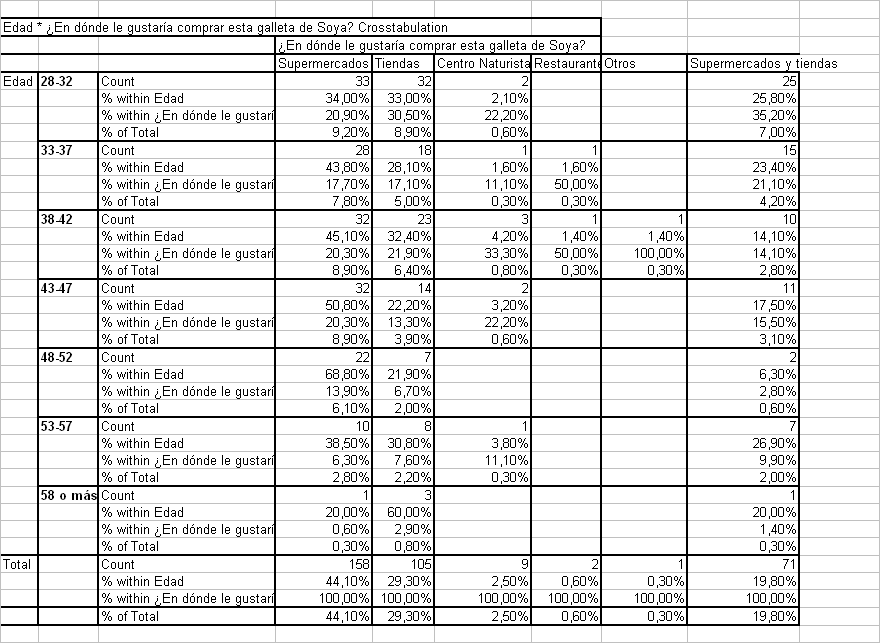 Edad * ¿En dónde le gustaría comprar esta galleta de Soya? Crosstabulation
¿En dónde le gustaría comprar esta galleta de Soya?
Supermercados Tiendas Centro Naturista Restaurante Otros Supermercados y tiendas
Edad 28-32 Count 33 32 2 25
% within Edad 34,00% 33,00% 2,10% 25,80%
% within ¿En dónde le gustarí 20,90% 30,50% 22,20% 35,20%
% of Total 9,20% 8,90% 0,60% 7,00%
33-37 Count 28 18 1 1 15
% within Edad 43,80% 28,10% 1,60% 1,60% 23,40%
% within ¿En dónde le gustarí 17,70% 17,10% 11,10% 50,00% 21,10%
% of Total 7,80% 5,00% 0,30% 0,30% 4,20%
38-42 Count 32 23 3 1 1 10
% within Edad 45,10% 32,40% 4,20% 1,40% 1,40% 14,10%
% within ¿En dónde le gustarí 20,30% 21,90% 33,30% 50,00% 100,00% 14,10%
% of Total 8,90% 6,40% 0,80% 0,30% 0,30% 2,80%
43-47 Count 32 14 2 11
% within Edad 50,80% 22,20% 3,20% 17,50%
% within ¿En dónde le gustarí 20,30% 13,30% 22,20% 15,50%
% of Total 8,90% 3,90% 0,60% 3,10%
48-52 Count 22 7 2
% within Edad 68,80% 21,90% 6,30%
% within ¿En dónde le gustarí 13,90% 6,70% 2,80%
% of Total 6,10% 2,00% 0,60%
53-57 Count 10 8 1 7
% within Edad 38,50% 30,80% 3,80% 26,90%
% within ¿En dónde le gustarí 6,30% 7,60% 11,10% 9,90%
% of Total 2,80% 2,20% 0,30% 2,00%
58 o más Count 1 3 1
% within Edad 20,00% 60,00% 20,00%
% within ¿En dónde le gustarí 0,60% 2,90% 1,40%
% of Total 0,30% 0,80% 0,30%
Total Count 158 105 9 2 1 71
% within Edad 44,10% 29,30% 2,50% 0,60% 0,30% 19,80%
% within ¿En dónde le gustarí 100,00% 100,00% 100,00% 100,00% 100,00% 100,00%
% of Total 44,10% 29,30% 2,50% 0,60% 0,30% 19,80%